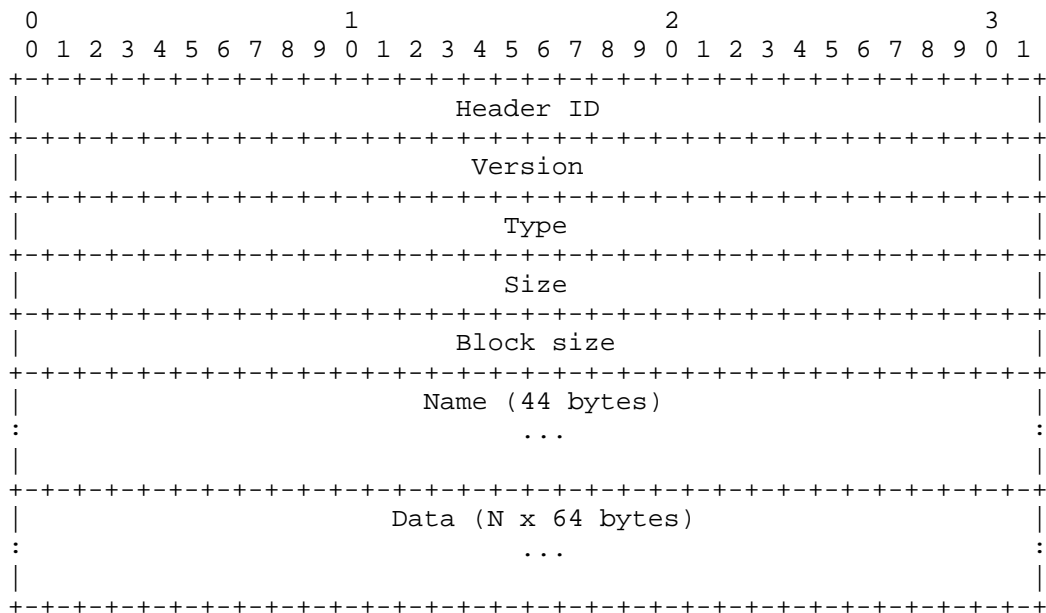 0                   1                   2                   3
 0 1 2 3 4 5 6 7 8 9 0 1 2 3 4 5 6 7 8 9 0 1 2 3 4 5 6 7 8 9 0 1
+-+-+-+-+-+-+-+-+-+-+-+-+-+-+-+-+-+-+-+-+-+-+-+-+-+-+-+-+-+-+-+-+
|                           Header ID                           |
+-+-+-+-+-+-+-+-+-+-+-+-+-+-+-+-+-+-+-+-+-+-+-+-+-+-+-+-+-+-+-+-+
|                            Version                            |
+-+-+-+-+-+-+-+-+-+-+-+-+-+-+-+-+-+-+-+-+-+-+-+-+-+-+-+-+-+-+-+-+
|                              Type                             |
+-+-+-+-+-+-+-+-+-+-+-+-+-+-+-+-+-+-+-+-+-+-+-+-+-+-+-+-+-+-+-+-+
|                              Size                             |
+-+-+-+-+-+-+-+-+-+-+-+-+-+-+-+-+-+-+-+-+-+-+-+-+-+-+-+-+-+-+-+-+
|                           Block size                          |
+-+-+-+-+-+-+-+-+-+-+-+-+-+-+-+-+-+-+-+-+-+-+-+-+-+-+-+-+-+-+-+-+
|                         Name (44 bytes)                       |
:                               ...                             :
|                                                               |
+-+-+-+-+-+-+-+-+-+-+-+-+-+-+-+-+-+-+-+-+-+-+-+-+-+-+-+-+-+-+-+-+
|                       Data (N x 64 bytes)                     |
:                               ...                             :
|                                                               |
+-+-+-+-+-+-+-+-+-+-+-+-+-+-+-+-+-+-+-+-+-+-+-+-+-+-+-+-+-+-+-+-+